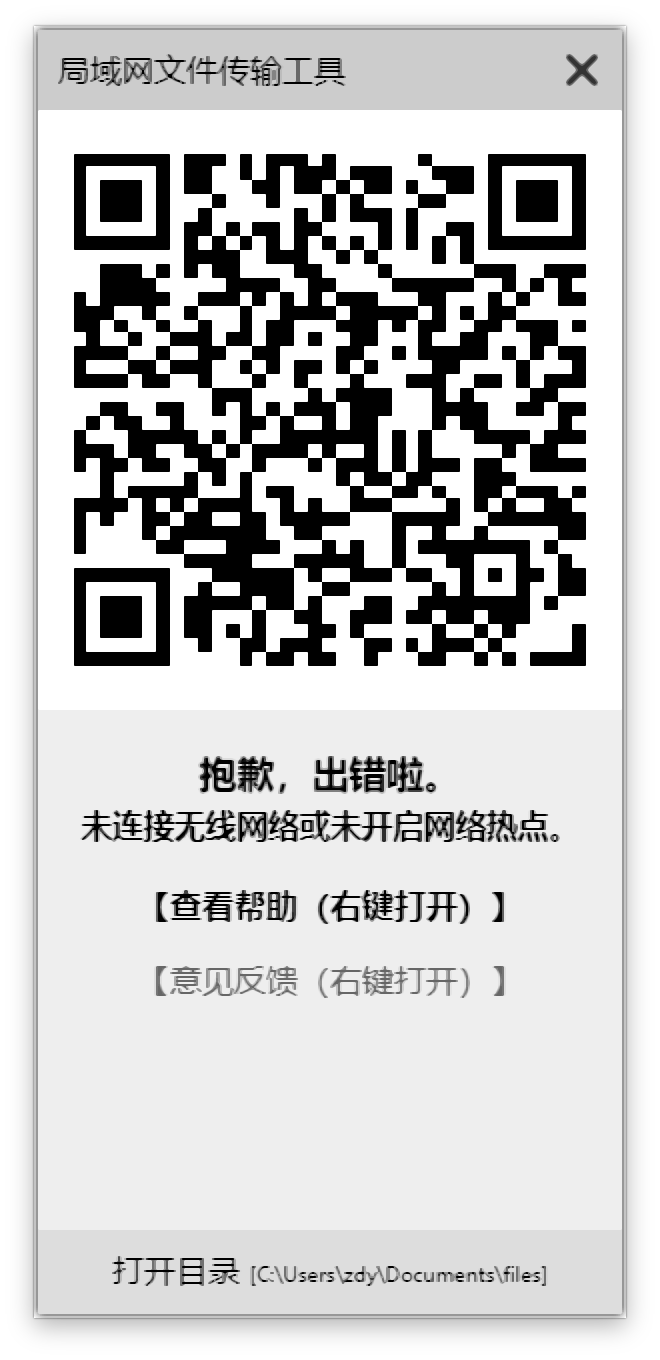 局域网文件传输工具
抱歉，出错啦。
未连接无线网络或未开启网络热点。
【查看帮助（右键打开）】
【意见反馈（右键打开）】
打开目录 [C:\Users\zdy\Documents\files]